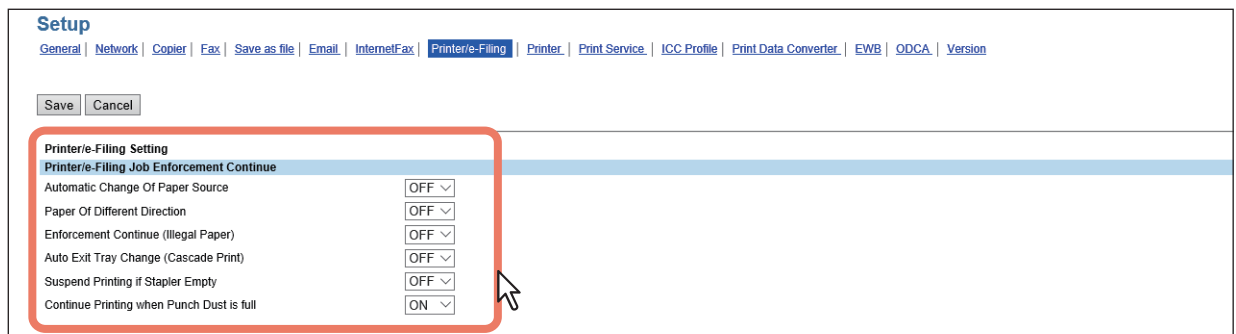 Setup
General | Network | Copier | Fax | Save as file | Email | InternetFax | Printer/e-Filing | Printer | Print Service | ICC Profile | Print Data Converter | EWB | ODCA | Version
Save Cancel
Printer/e-Filing Setting
Printer/e-Filing Job Enforcement Continue
Automatic Change Of Paper Source OFF
Paper Of Different Direction OFF
Enforcement Continue (Illegal Paper) OFF
Auto Exit Tray Change (Cascade Print) OFF
Suspend Printing if Stapler Empty OFF
Continue Printing when Punch Dust is full ON